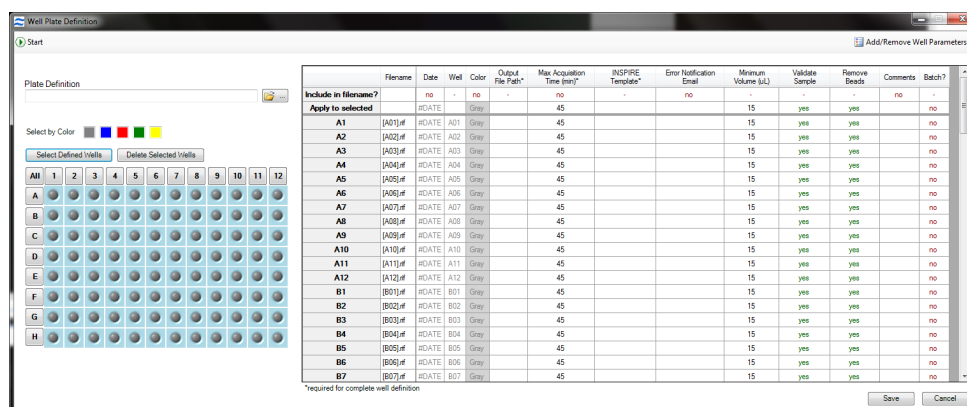 Well Plate Definition
Start
Add/Remove Well Parameters
Plate Definition
...
Select by Color
Select Defined Wells Delete Selected Wells
All 1 2 3 4 5 6 7 8 9 10 11 12
A
B
C
D
E
F
G
H
Filename Date Well Color Output File Path* Max Acquisition Time (min)* INSPIRE Template* Error Notification Email Minimum Volume (uL) Validate Sample Remove Beads Comments Batch?
Include in filename? no - no - no - no - - - no -
Apply to selected #DATE Gray 45 15 yes yes no
A1 [A01].rif #DATE A01 Gray 45 15 yes yes no
A2 [A02].rif #DATE A02 Gray 45 15 yes yes no
A3 [A03].rif #DATE A03 Gray 45 15 yes yes no
A4 [A04].rif #DATE A04 Gray 45 15 yes yes no
A5 [A05].rif #DATE A05 Gray 45 15 yes yes no
A6 [A06].rif #DATE A06 Gray 45 15 yes yes no
A7 [A07].rif #DATE A07 Gray 45 15 yes yes no
A8 [A08].rif #DATE A08 Gray 45 15 yes yes no
A9 [A09].rif #DATE A09 Gray 45 15 yes yes no
A10 [A10].rif #DATE A10 Gray 45 15 yes yes no
A11 [A11].rif #DATE A11 Gray 45 15 yes yes no
A12 [A12].rif #DATE A12 Gray 45 15 yes yes no
B1 [B01].rif #DATE B01 Gray 45 15 yes yes no
B2 [B02].rif #DATE B02 Gray 45 15 yes yes no
B3 [B03].rif #DATE B03 Gray 45 15 yes yes no
B4 [B04].rif #DATE B04 Gray 45 15 yes yes no
B5 [B05].rif #DATE B05 Gray 45 15 yes yes no
B6 [B06].rif #DATE B06 Gray 45 15 yes yes no
B7 [B07].rif #DATE B07 Gray 45 15 yes yes no
*required for complete well definition
Save Cancel